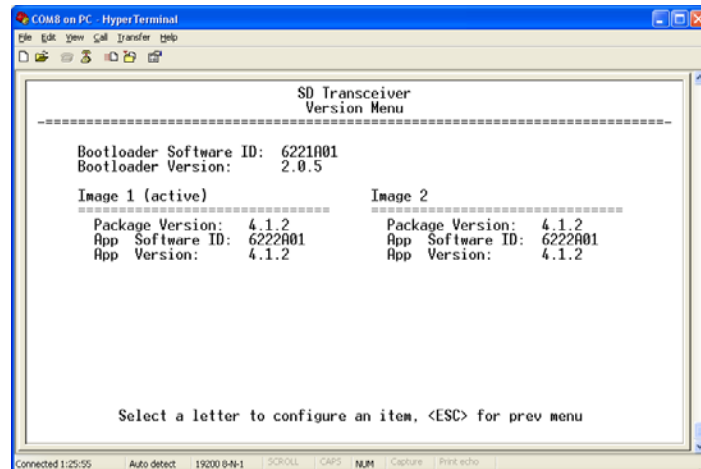 COM8 on PC - HyperTerminal
File Edit View Call Transfer Help
SD Transceiver
Version Menu
-==============================================================================-
Bootloader Software ID: 6221A01
Bootloader Version: 2.0.5
Image 1 (active) Image 2
================================ ================================
Package Version: 4.1.2 Package Version: 4.1.2
App Software ID: 6222A01 App Software ID: 6222A01
App Version: 4.1.2 App Version: 4.1.2
Select a letter to configure an item, <ESC> for prev menu
Connected 1:25:55 Auto detect 19200 8-N-1 SCROLL CAPS NUM Capture Print echo